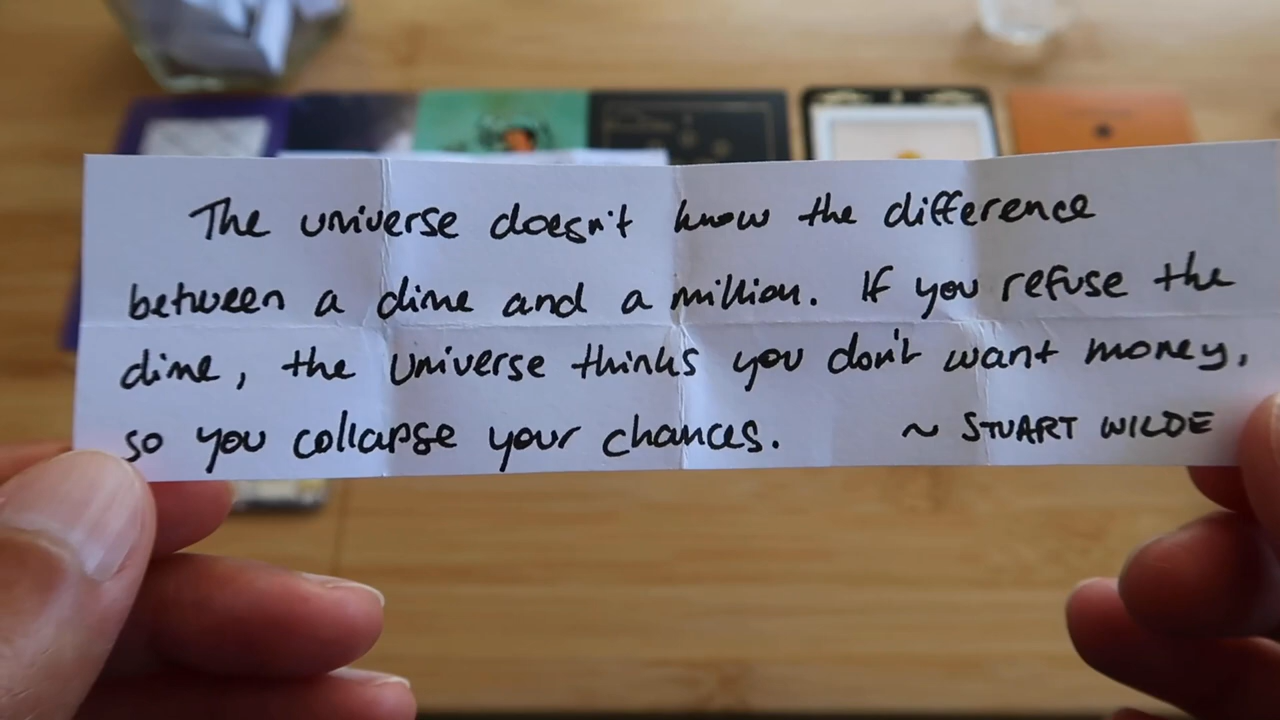 The universe doesn't know the difference
between a dime and a million. If you refuse the
dime, the universe thinks you don't want money,
so you collapse your chances. ~ STUART WILDE